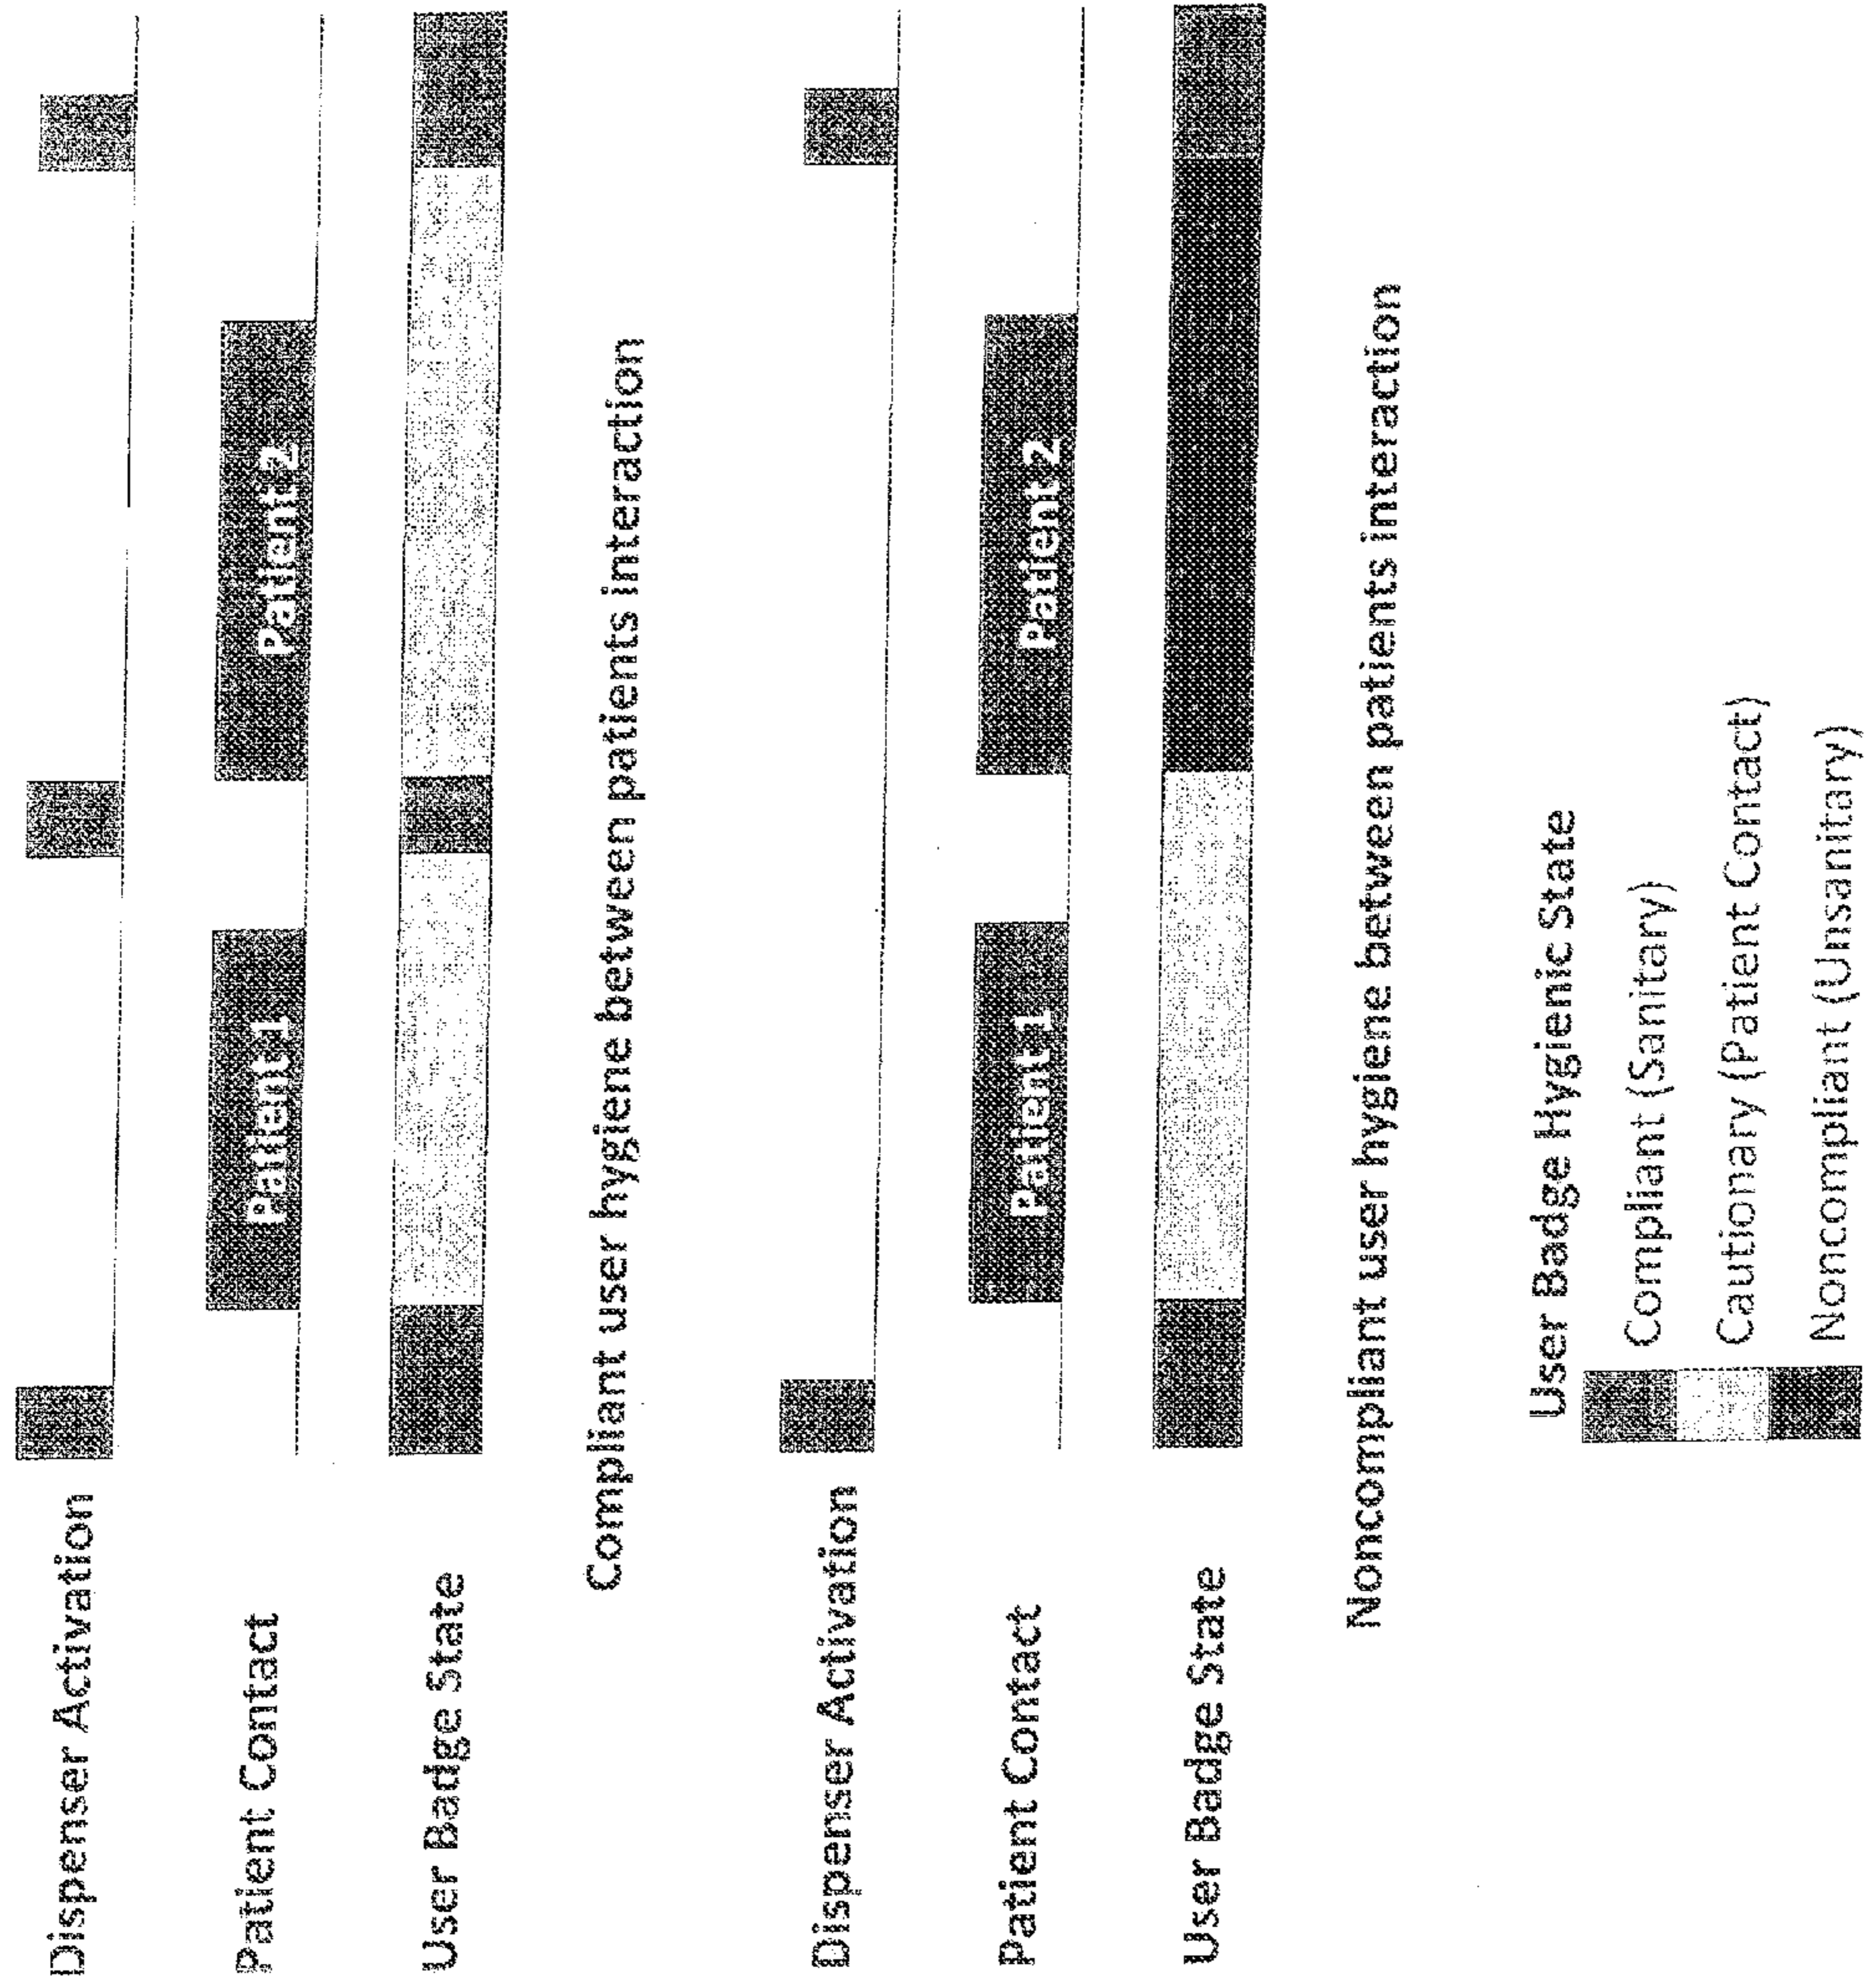 Dispenser Activation
Patient Contact
Patient 1
Patient 2
User Badge State
Compliant user hygiene between patients interaction
Dispenser Activation
Patient Contact
Patient 1
Patient 2
User Badge State
Noncompliant user hygiene between patients interaction
User Badge Hygienic State
Compliant (Sanitary)
Cautionary (Patient Contact)
Noncompliant (Unsanitary)